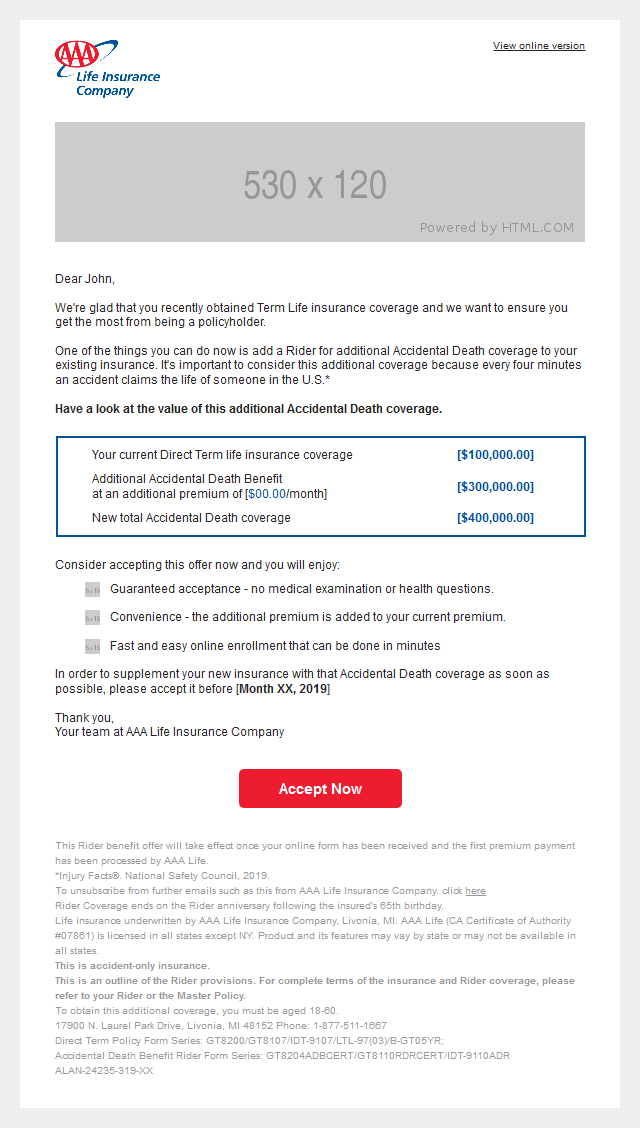 AAA
Life Insurance
Company
View online version
530 x 120
Powered by HTML.COM
Dear John,
We're glad that you recently obtained Term Life insurance coverage and we want to ensure you
get the most from being a policyholder.
One of the things you can do now is add a Rider for additional Accidental Death coverage to your
existing insurance. It's important to consider this additional coverage because every four minutes
an accident claims the life of someone in the U.S.*
Have a look at the value of this additional Accidental Death coverage.
Your current Direct Term life insurance coverage [$100,000.00]
Additional Accidental Death Benefit
at an additional premium of [$00.00/month] [$300,000.00]
New total Accidental Death coverage [$400,000.00]
Consider accepting this offer now and you will enjoy:
Guaranteed acceptance - no medical examination or health questions.
Convenience - the additional premium is added to your current premium.
Fast and easy online enrollment that can be done in minutes
In order to supplement your new insurance with that Accidental Death coverage as soon as
possible, please accept it before [Month XX, 2019]
Thank you,
Your team at AAA Life Insurance Company
Accept Now
This Rider benefit offer will take effect once your online form has been received and the first premium payment
has been processed by AAA Life.
*Injury Facts®. National Safety Council, 2019.
To unsubscribe from further emails such as this from AAA Life Insurance Company. click here
Rider Coverage ends on the Rider anniversary following the insured's 65th birthday.
Life insurance underwritten by AAA Life Insurance Company, Livonia, MI. AAA Life (CA Certificate of Authority
#07861) is licensed in all states except NY. Product and its features may vay by state or may not be available in
all states.
This is accident-only insurance.
This is an outline of the Rider provisions. For complete terms of the insurance and Rider coverage, please
refer to your Rider or the Master Policy.
To obtain this additional coverage, you must be aged 18-60.
17900 N. Laurel Park Drive, Livonia, MI 48152 Phone: 1-877-511-1667
Direct Term Policy Form Series: GT8200/GT8107/IDT-9107/LTL-97(03)/B-GT05YR;
Accidental Death Benefit Rider Form Series: GT8204ADBCERT/GT8110RDRCERT/IDT-9110ADR
ALAN-24235-319-XX